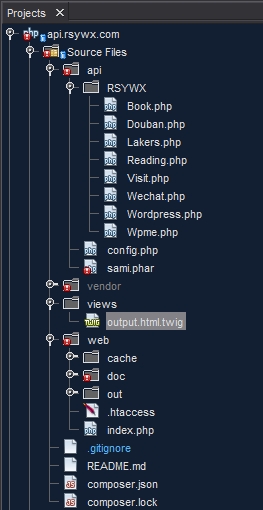 Projects
api.rsywx.com
Source Files
api
RSYWX
Book.php
Douban.php
Lakers.php
Reading.php
Visit.php
Wechat.php
Wordpress.php
Wpme.php
config.php
sami.phar
vendor
views
output.html.twig
web
cache
doc
out
.htaccess
index.php
.gitignore
README.md
composer.json
composer.lock